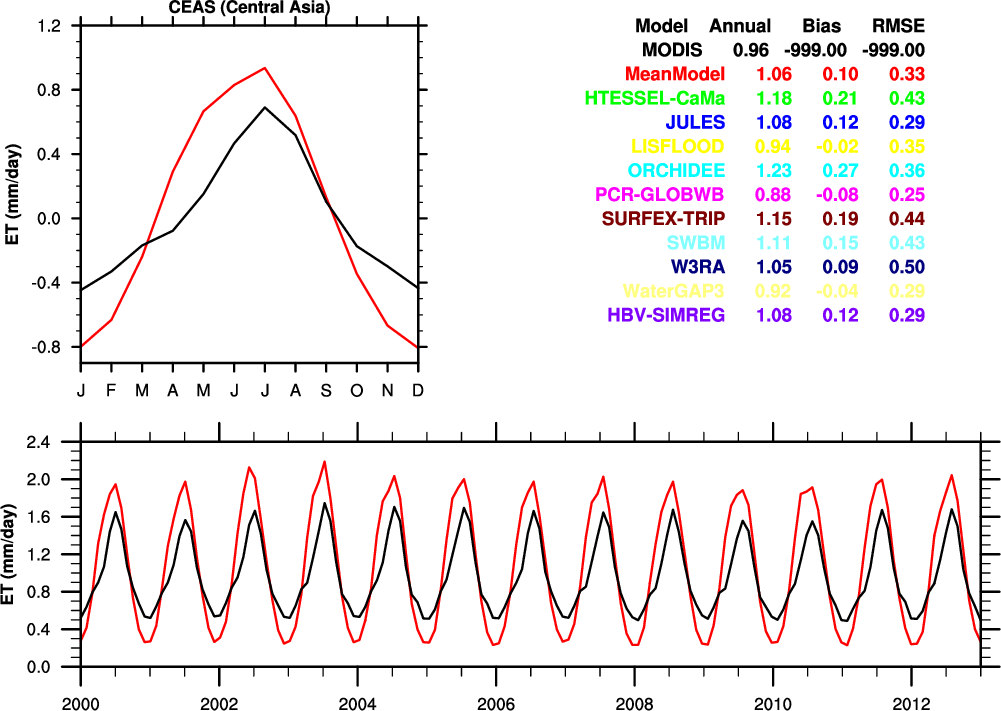 CEAS (Central Asia)
1.2
0.8
0.4
0.0
-0.4
-0.8
ET (mm/day)
J F M A M J J A S O N D
Model Annual Bias RMSE
MODIS 0.96 -999.00 -999.00
MeanModel 1.06 0.10 0.33
HTESSEL-CaMa 1.18 0.21 0.43
JULES 1.08 0.12 0.29
LISFLOOD 0.94 -0.02 0.35
ORCHIDEE 1.23 0.27 0.36
PCR-GLOBWB 0.88 -0.08 0.25
SURFEX-TRIP 1.15 0.19 0.44
SWBM 1.11 0.15 0.43
W3RA 1.05 0.09 0.50
WaterGAP3 0.92 -0.04 0.29
HBV-SIMREG 1.08 0.12 0.29
2.4
2.0
1.6
1.2
0.8
0.4
0.0
ET (mm/day)
2000 2002 2004 2006 2008 2010 2012